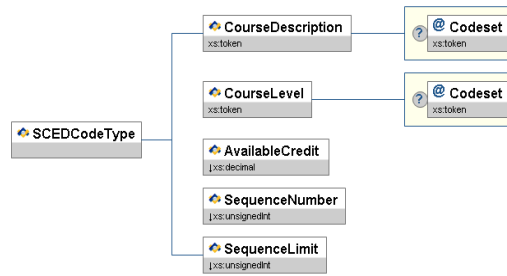 CourseDescription
xs:token
? @ Codeset
xs:token
CourseLevel
xs:token
? @ Codeset
xs:token
SCEDCodeType
AvailableCredit
↓xs:decimal
SequenceNumber
↓xs:unsignedInt
SequenceLimit
↓xs:unsignedInt